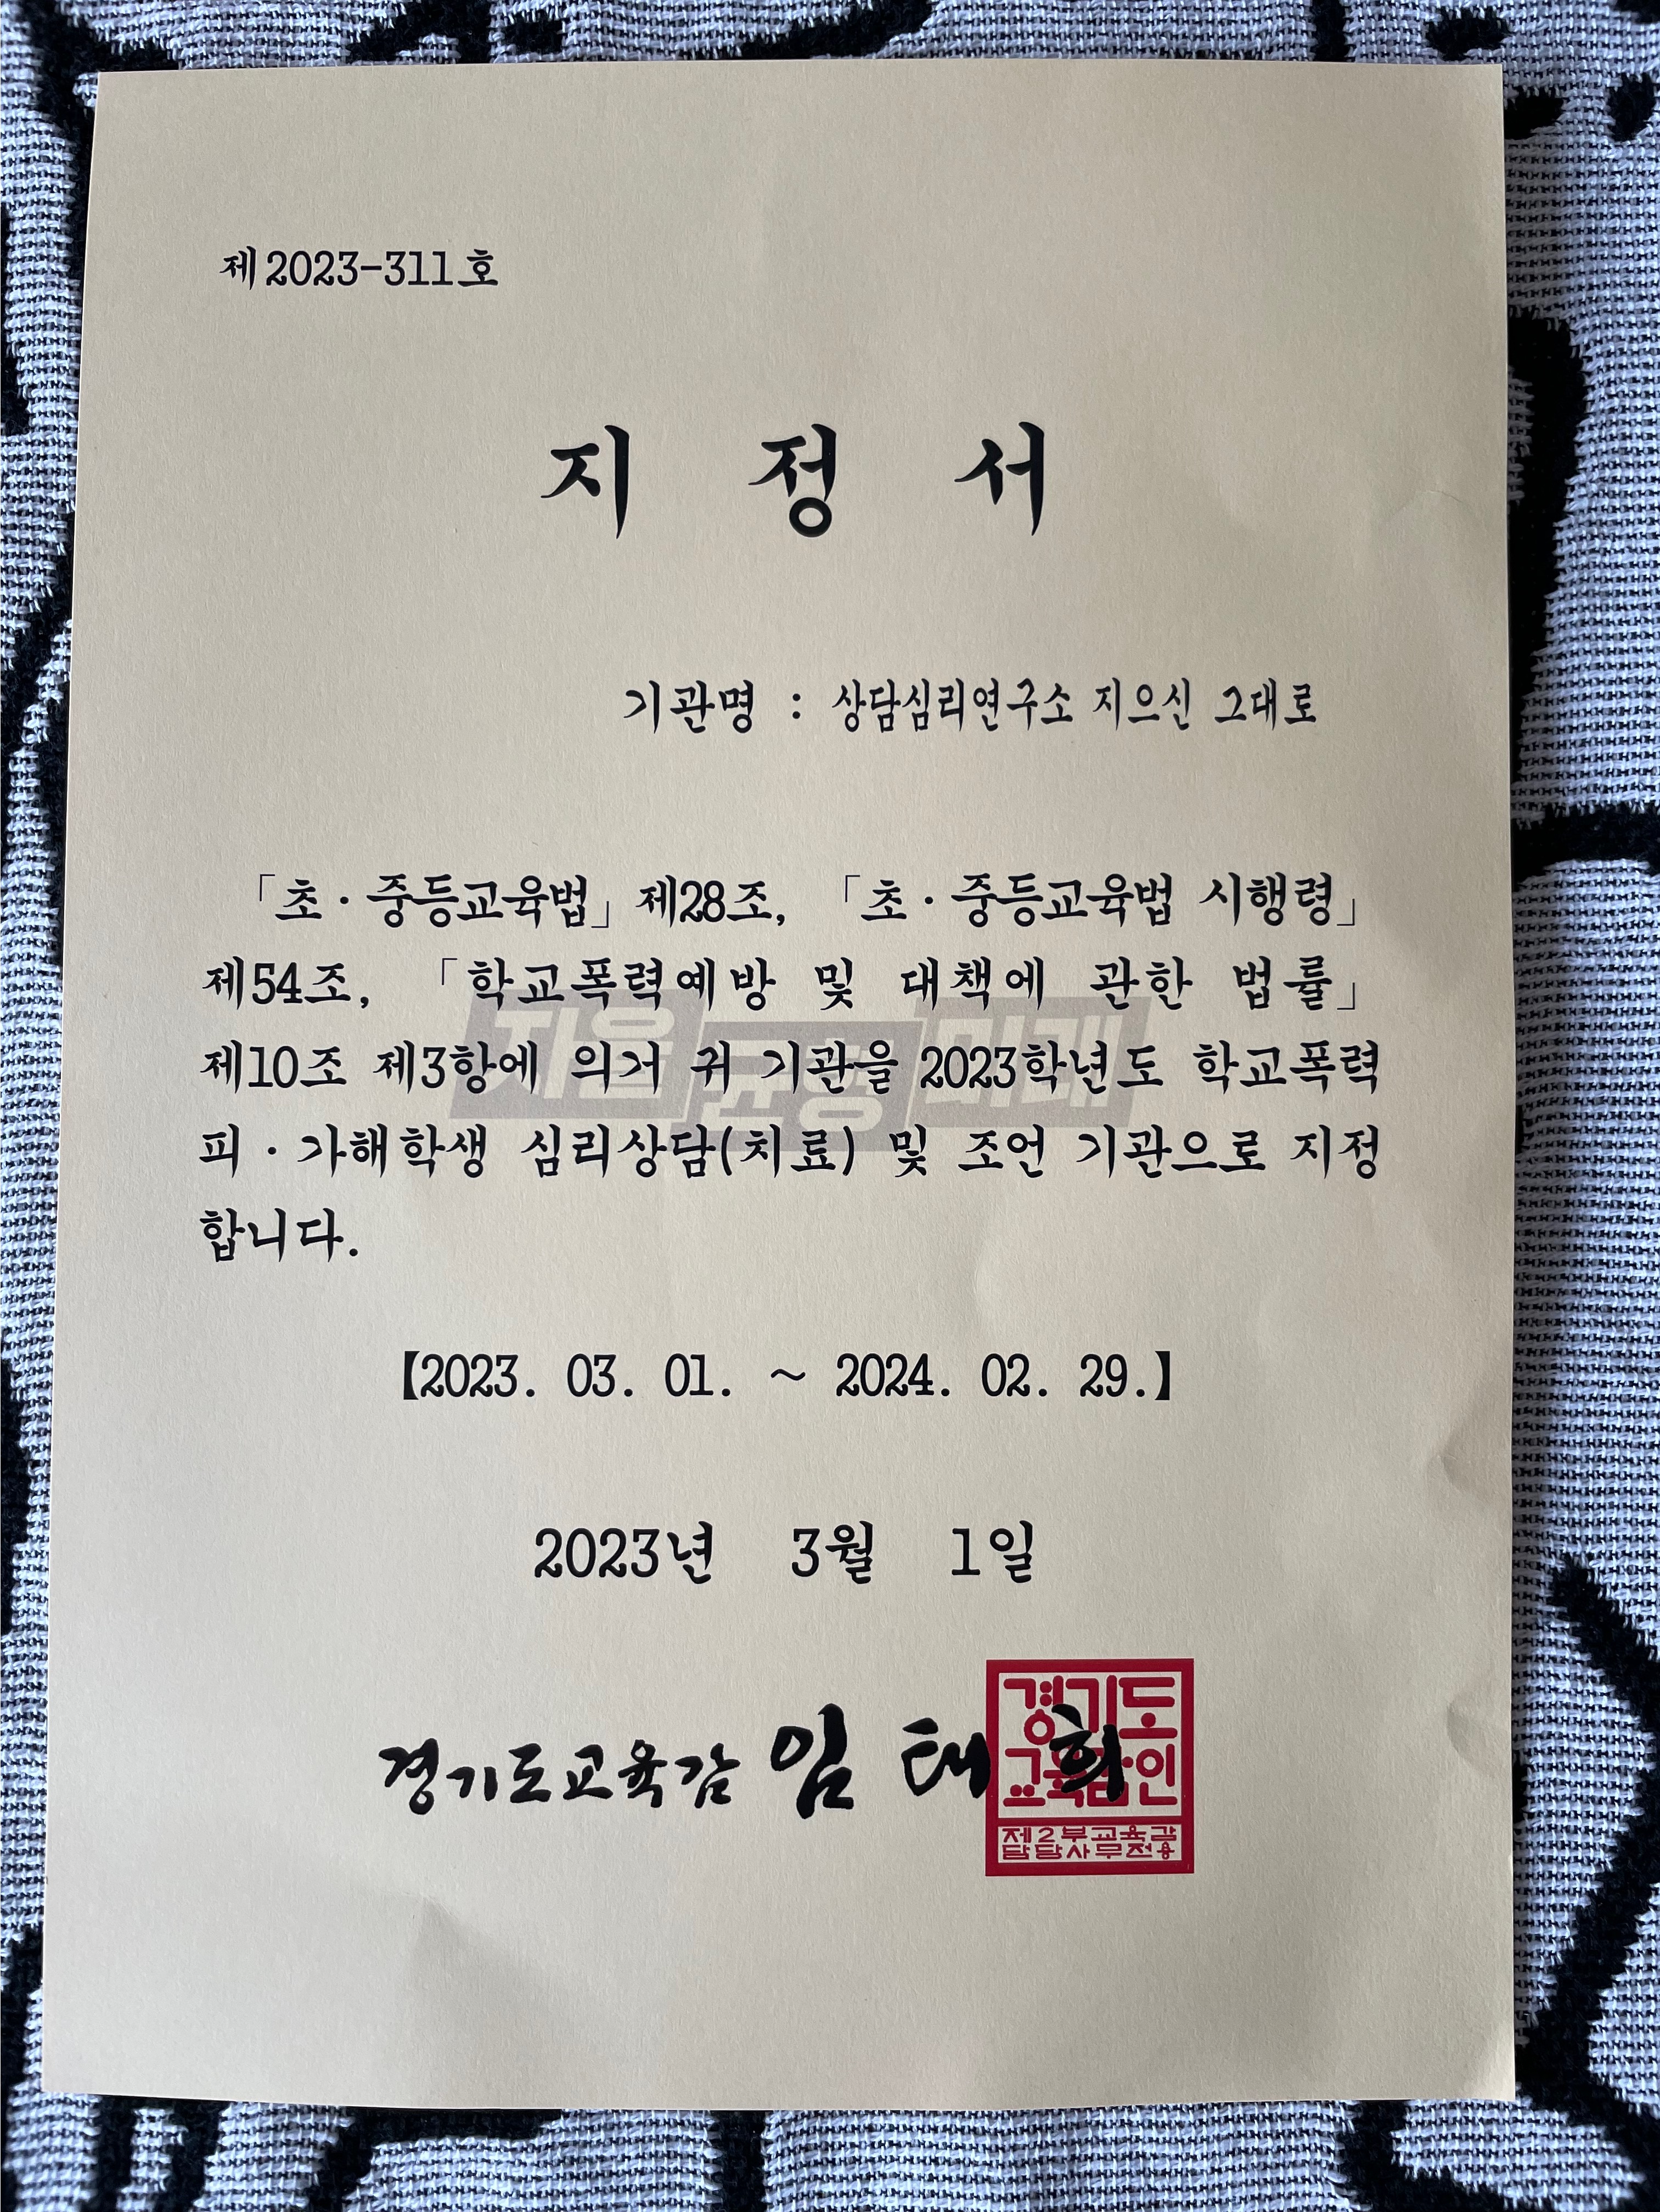 제2023-311호
지 정 서
기관명 : 상담심리연구소 지으신 그대로
「초·중등교육법」제28조, 「초·중등교육법 시행령」
제54조, 「학교폭력예방 및 대책에 관한 법률」
자율 균형 미래
제10조 제3항에 의거 귀 기관을 2023학년도 학교폭력
피·가해학생 심리상담(치료) 및 조언 기관으로 지정
합니다.
【2023. 03. 01. ~ 2024. 02. 29.】
2023년 3월 1일
경기도교육감 임태희
경기도
교육감인
제2부교육감
담당사무전용